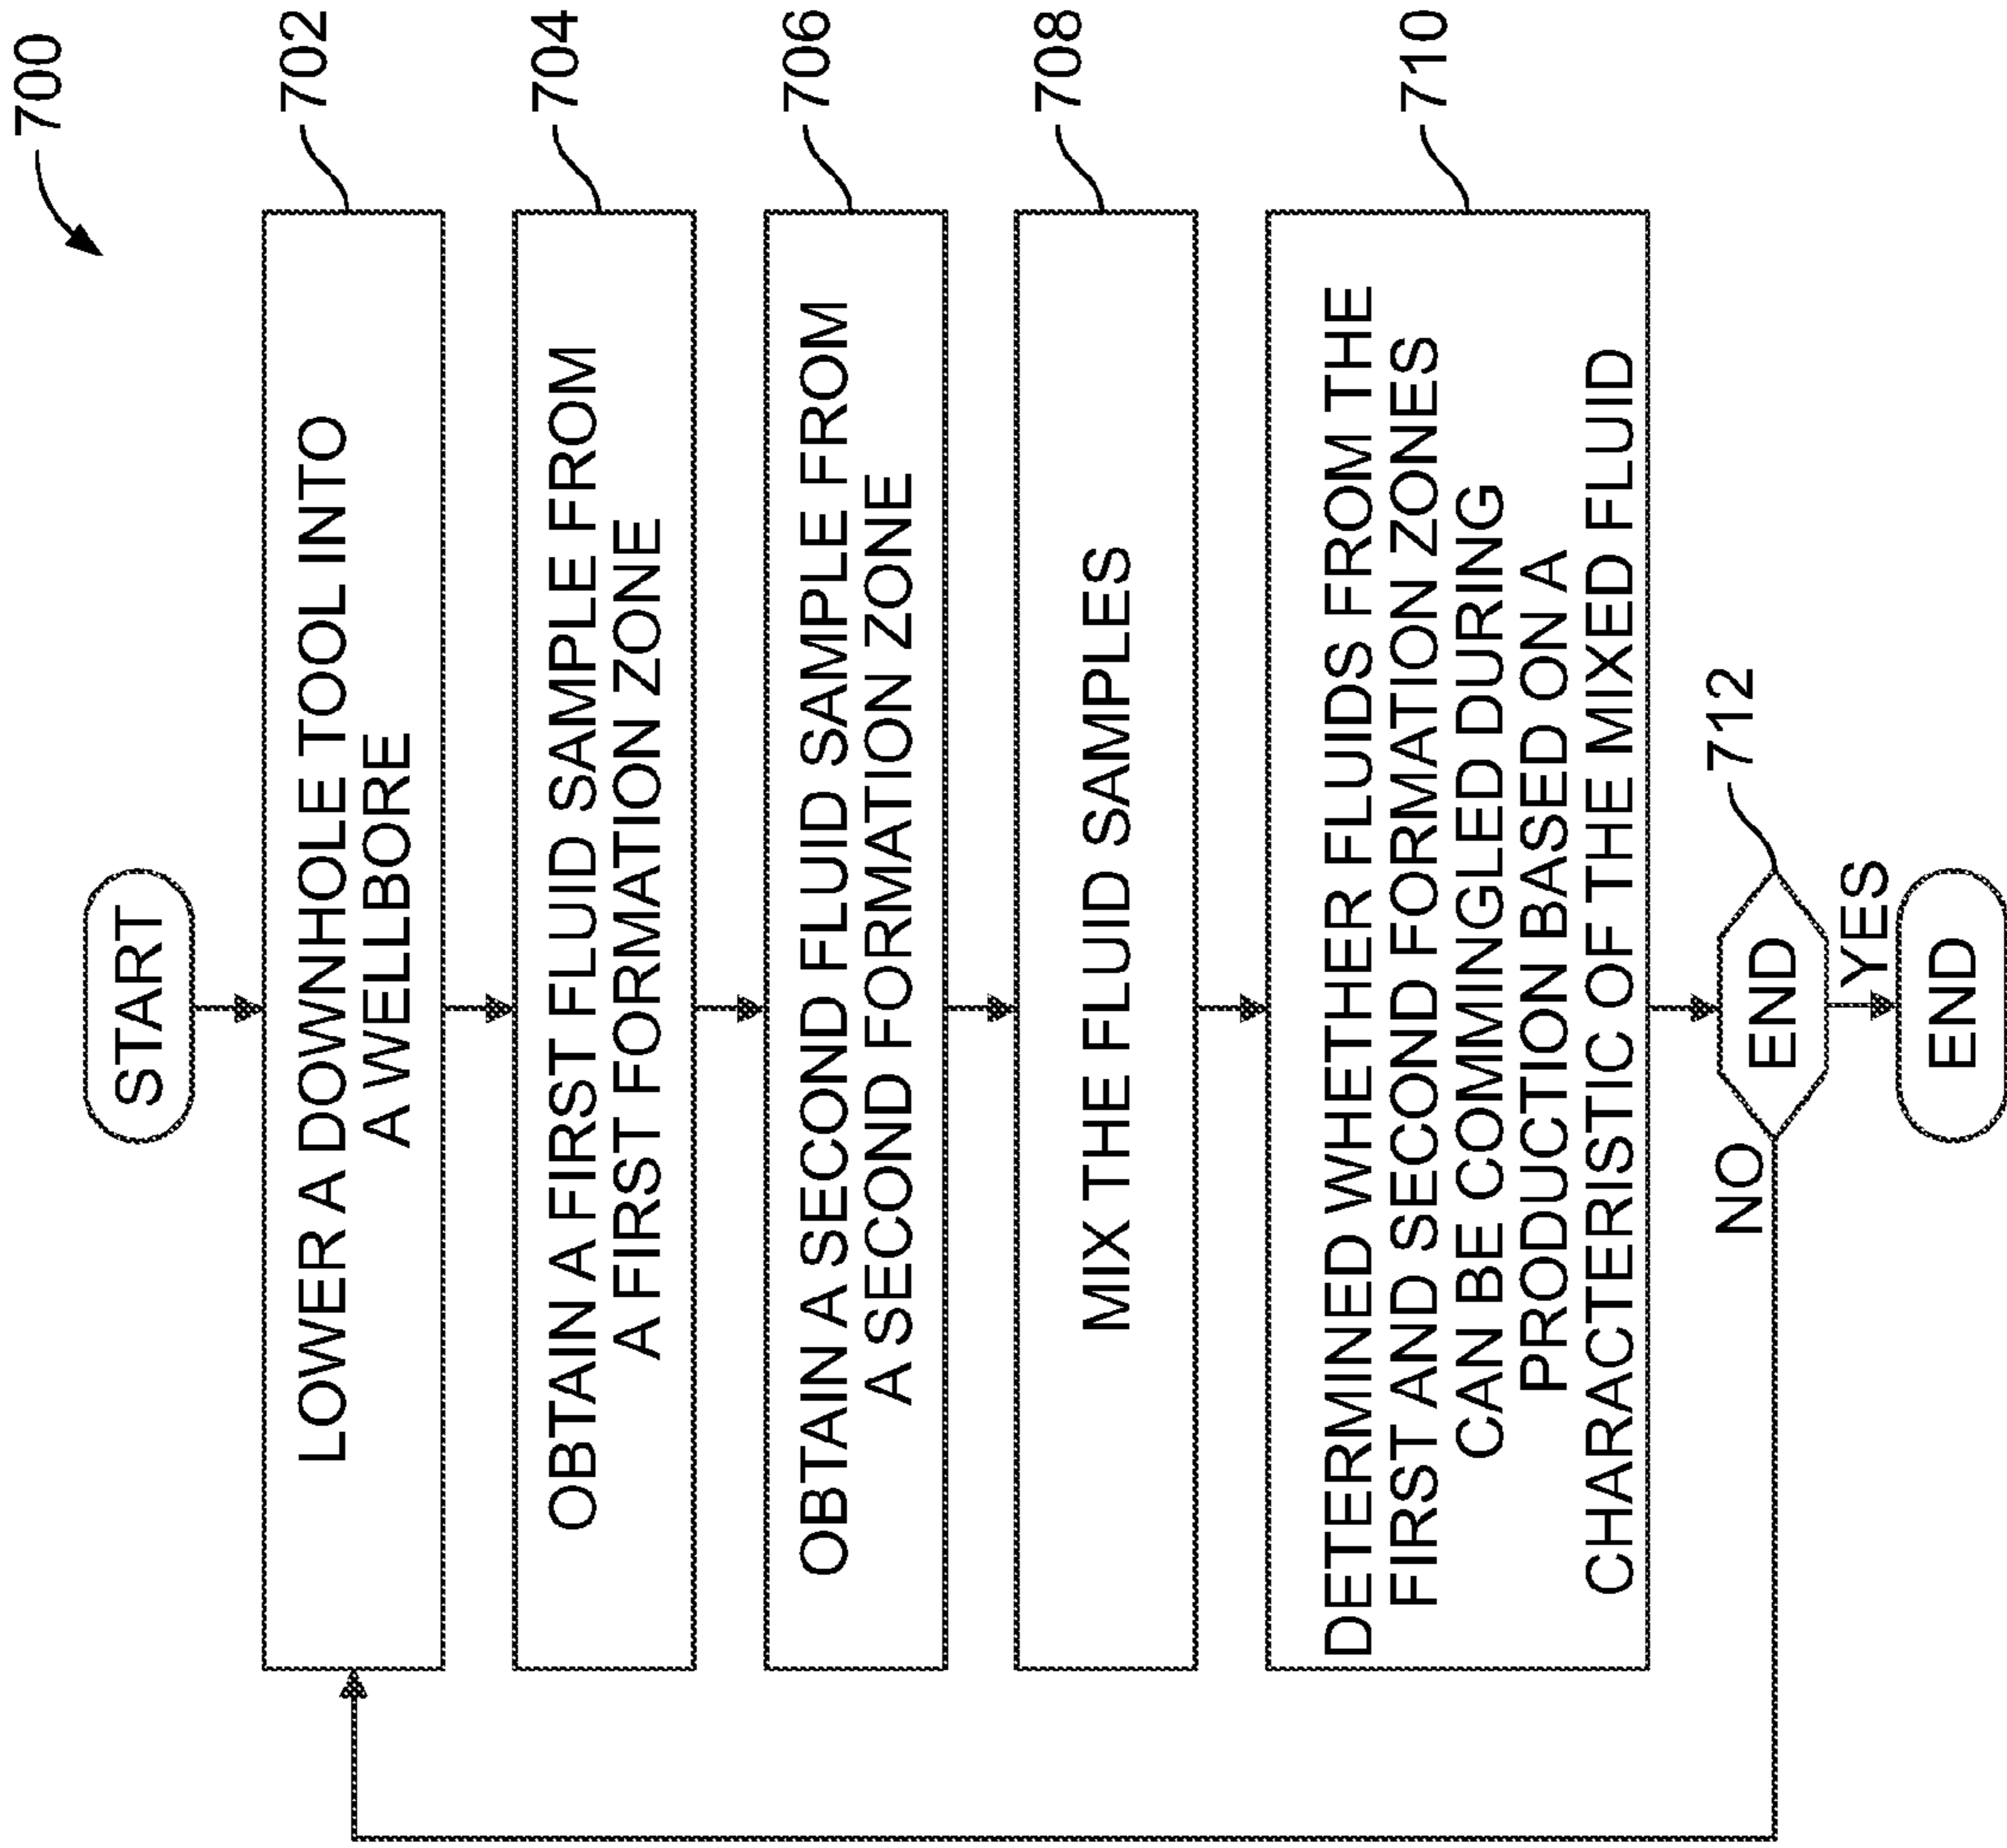 700
START
LOWER A DOWNHOLE TOOL INTO
A WELLBORE
702
OBTAIN A FIRST FLUID SAMPLE FROM
A FIRST FORMATION ZONE
704
OBTAIN A SECOND FLUID SAMPLE FROM
A SECOND FORMATION ZONE
706
MIX THE FLUID SAMPLES
708
DETERMINED WHETHER FLUIDS FROM THE
FIRST AND SECOND FORMATION ZONES
CAN BE COMMINGLED DURING
PRODUCTION BASED ON A
CHARACTERISTIC OF THE MIXED FLUID
710
NO
END
712
YES
END